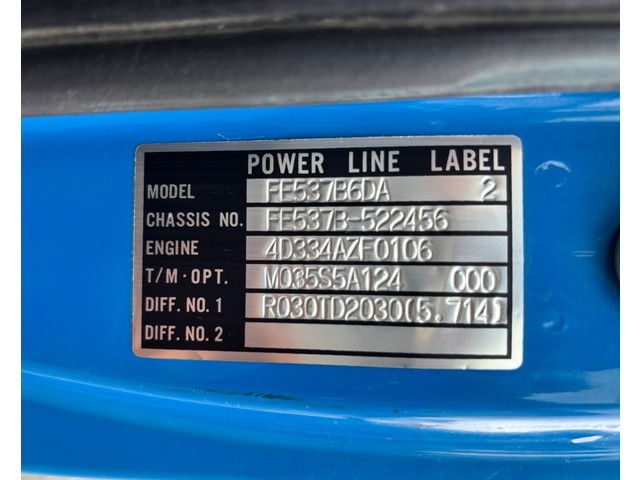 POWER LINE LABEL
MODEL FE537B6DA 2
CHASSIS NO. FE537B-522456
ENGINE 4D334AZF0106
T/M·OPT. M035S5A124 000
DIFF. NO. 1 R030TD2030(5.714)
DIFF. NO. 2